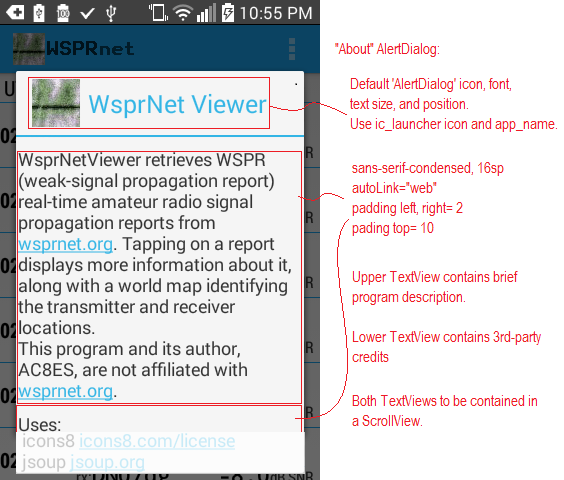 10:55 PM
WSPRnet
"About" AlertDialog:
WsprNet Viewer
Default 'AlertDialog' icon, font,
text size, and position.
Use ic_launcher icon and app_name.
WsprNetViewer retrieves WSPR
(weak-signal propagation report)
real-time amateur radio signal
propagation reports from
wsprnet.org. Tapping on a report
displays more information about it,
along with a world map identifying
the transmitter and receiver
locations.
This program and its author,
AC8ES, are not affiliated with
wsprnet.org.
Uses:
icons8 icons8.com/license
jsoup jsoup.org
sans-serif-condensed, 16sp
autoLink="web"
padding left, right= 2
pading top= 10
Upper TextView contains brief
program description.
Lower TextView contains 3rd-party
credits
Both TextViews to be contained in
a ScrollView.